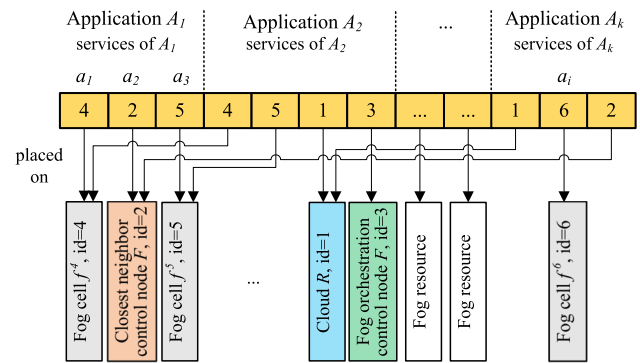 Application A1
services of A1
Application A2
services of A2
...
Application Ak
services of Ak
a1 a2 a3 ai
4 2 5 4 5 1 3 ... ... 1 6 2
placed
on
Fog cell f^4, id=4
Closest neighbor
control node F, id=2
Fog cell f^5, id=5
...
Cloud R, id=1
Fog orchestration
control node F, id=3
Fog resource
Fog resource
Fog cell f^6, id=6